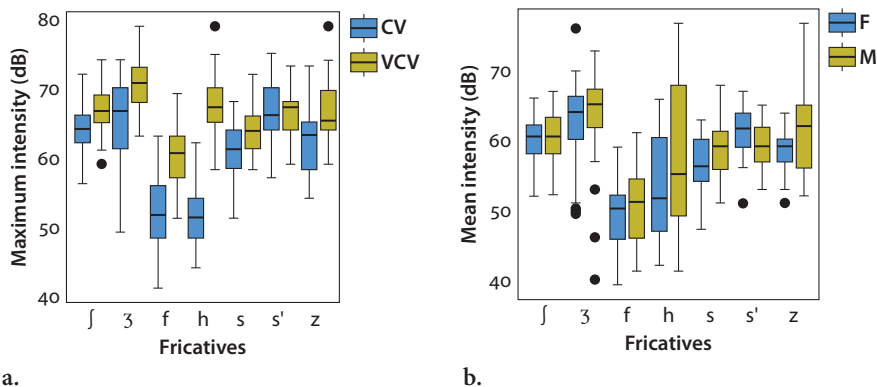 80
70
60
50
40
Maximum intensity (dB)
ʃ ʒ f h s s' z
Fricatives
CV
VCV
a.
70
60
50
40
Mean intensity (dB)
ʃ ʒ f h s s' z
Fricatives
F
M
b.